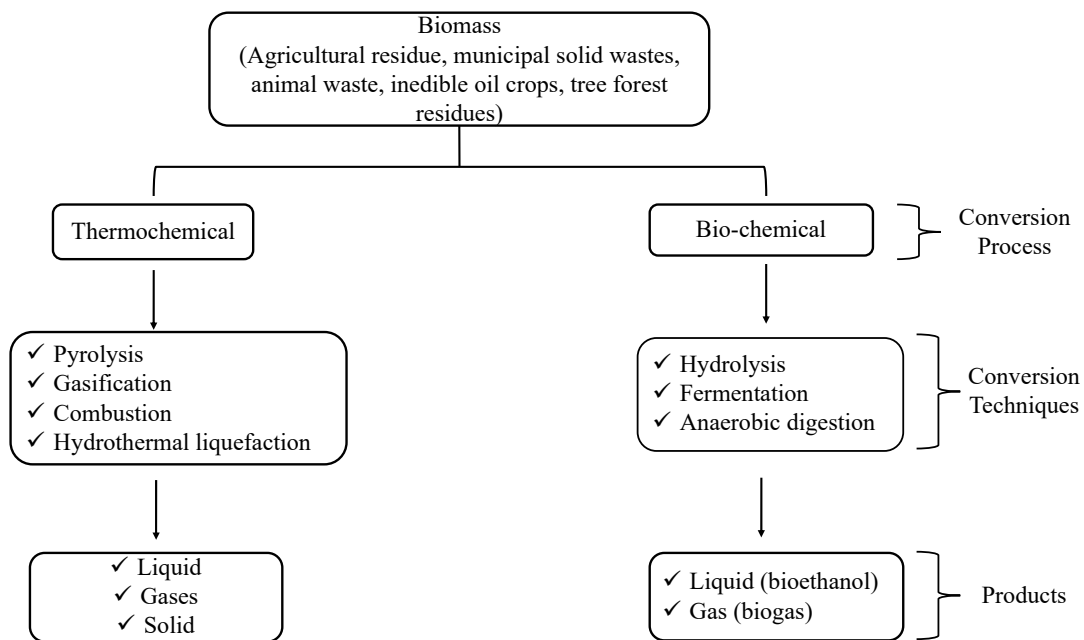 Biomass
(Agricultural residue, municipal solid wastes,
animal waste, inedible oil crops, tree forest
residues)
Thermochemical
Bio-chemical
Conversion
Process
✓ Pyrolysis
✓ Gasification
✓ Combustion
✓ Hydrothermal liquefaction
✓ Hydrolysis
✓ Fermentation
✓ Anaerobic digestion
Conversion
Techniques
✓ Liquid
✓ Gases
✓ Solid
✓ Liquid (bioethanol)
✓ Gas (biogas)
Products